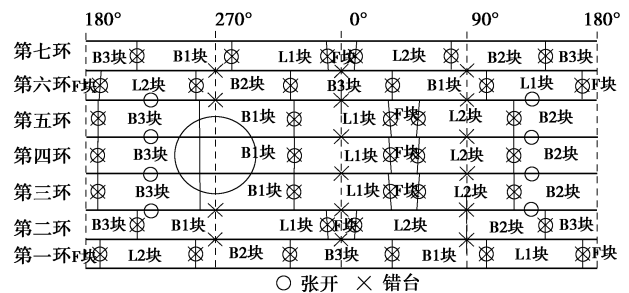 180° 270° 0° 90° 180°
第七环 B3块 B1块 L1块 F块 L2块 B2块 B3块
第六环 F块 L2块 B2块 B3块 B1块 L1块 F块
第五环 B3块 B1块 L1块 F块 L2块 B2块
第四环 B3块 B1块 L1块 F块 L2块 B2块
第三环 B3块 B1块 L1块 F块 L2块 B2块
第二环 B3块 B1块 L1块 F块 L2块 B2块 B3块
第一环 F块 L2块 B2块 B3块 B1块 L1块 F块
张开 错台